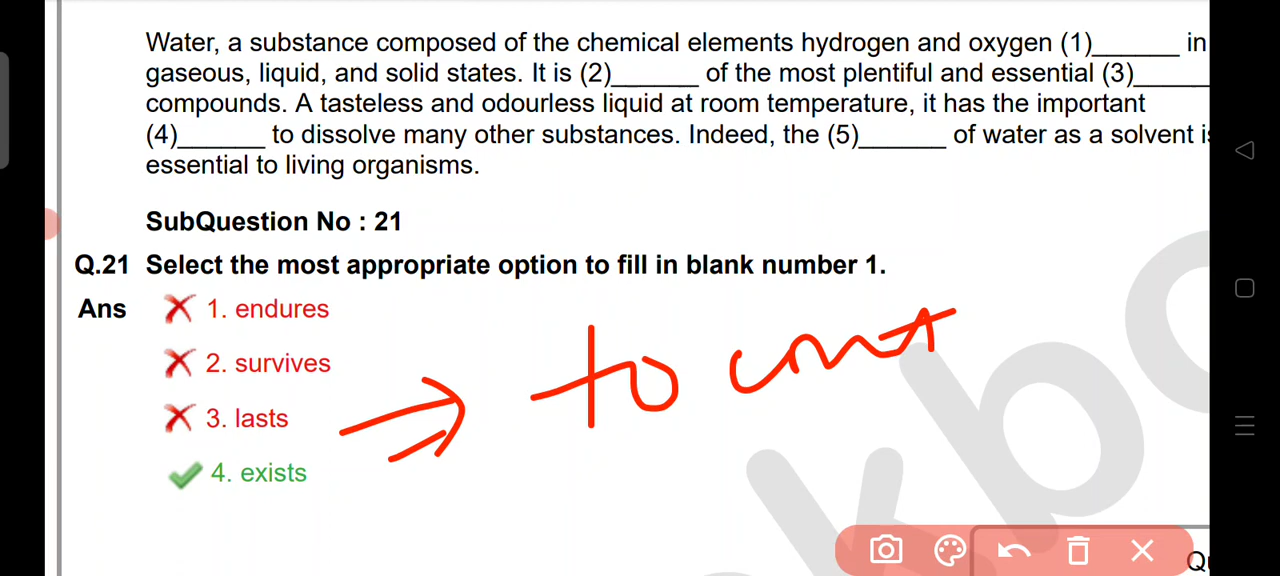 Water, a substance composed of the chemical elements hydrogen and oxygen (1)______ in
gaseous, liquid, and solid states. It is (2)______ of the most plentiful and essential (3)______
compounds. A tasteless and odourless liquid at room temperature, it has the important
(4)______ to dissolve many other substances. Indeed, the (5)______ of water as a solvent is
essential to living organisms.
SubQuestion No : 21
Q.21 Select the most appropriate option to fill in blank number 1.
Ans 1. endures
2. survives
3. lasts
to
4. exists